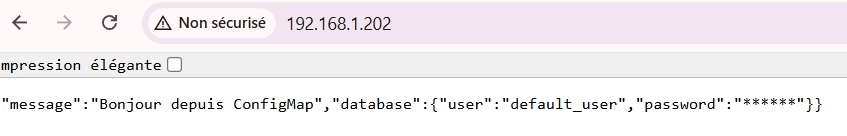 Non sécurisé 192.168.1.202
mpression élégante
"message":"Bonjour depuis ConfigMap","database":{"user":"default_user","password":"******"}}